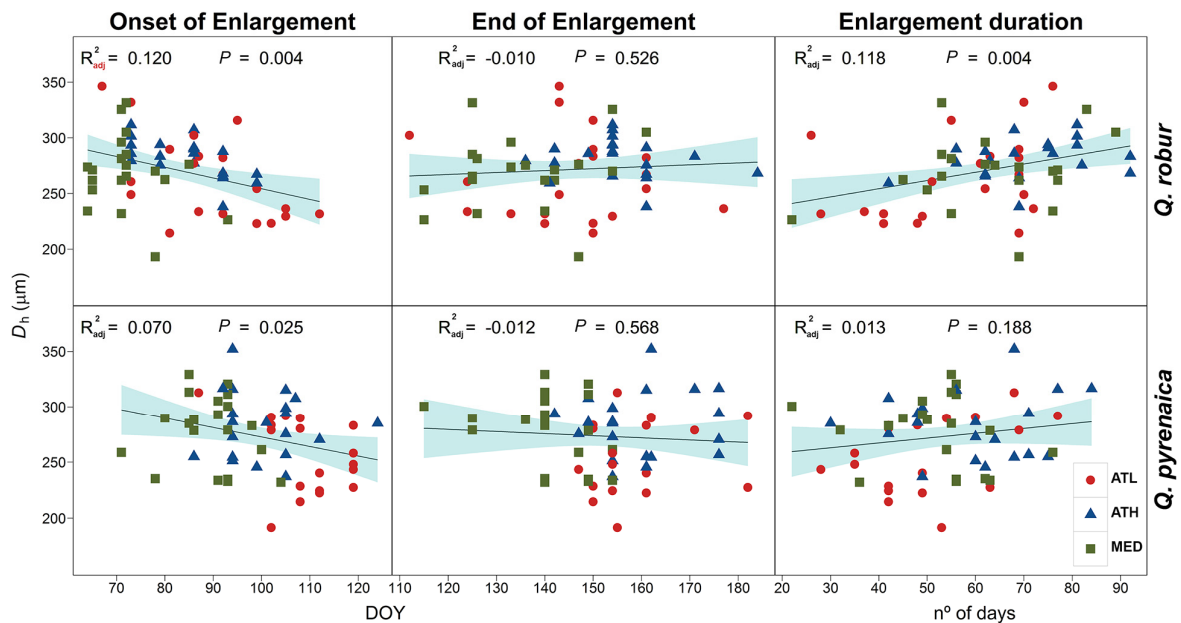 Onset of Enlargement
End of Enlargement
Enlargement duration
R²adj = 0.120 P = 0.004
R²adj = -0.010 P = 0.526
R²adj = 0.118 P = 0.004
350
300
250
200
Q. robur
Dh (μm)
R²adj = 0.070 P = 0.025
R²adj = -0.012 P = 0.568
R²adj = 0.013 P = 0.188
350
300
250
200
Q. pyrenaica
ATL
ATH
MED
70 80 90 100 110 120
110 120 130 140 150 160 170 180
22 30 40 50 60 70 80 90
DOY
nº of days